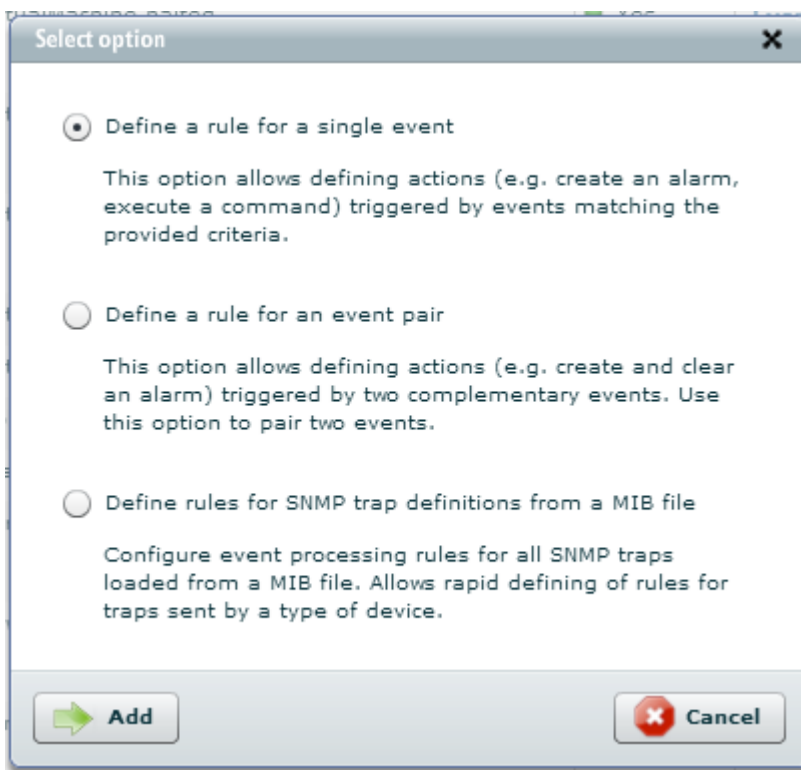 Select option
Define a rule for a single event
This option allows defining actions (e.g. create an alarm,
execute a command) triggered by events matching the
provided criteria.
Define a rule for an event pair
This option allows defining actions (e.g. create and clear
an alarm) triggered by two complementary events. Use
this option to pair two events.
Define rules for SNMP trap definitions from a MIB file
Configure event processing rules for all SNMP traps
loaded from a MIB file. Allows rapid defining of rules for
traps sent by a type of device.
Add
Cancel